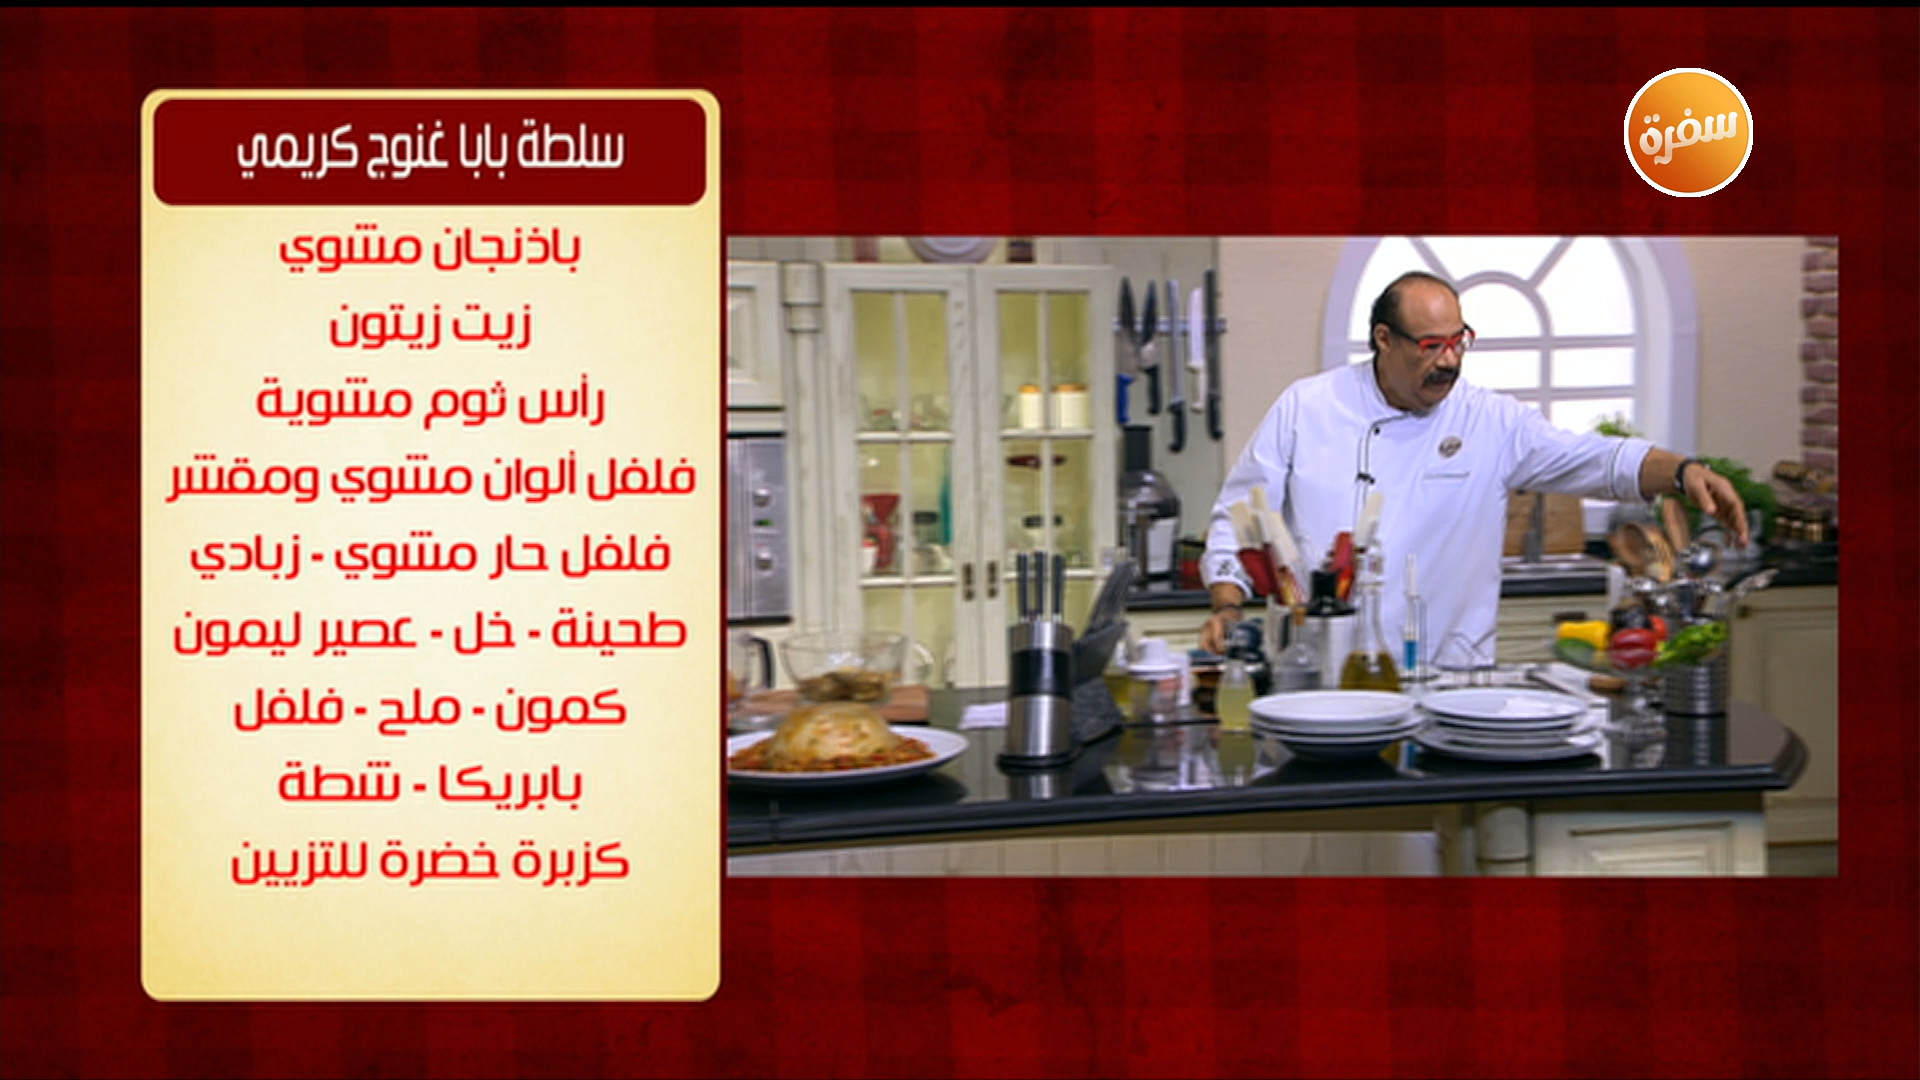 سلطة بابا غنوج كريمي
باذنجان مشوي
زيت زيتون
رأس ثوم مشوية
فلفل ألوان مشوي ومقشر
فلفل حار مشوي - زبادي
طحينة - خل - عصير ليمون
كمون - ملح - فلفل
بابريكا - شطة
كزبرة خضرة للتزيين
سفرة